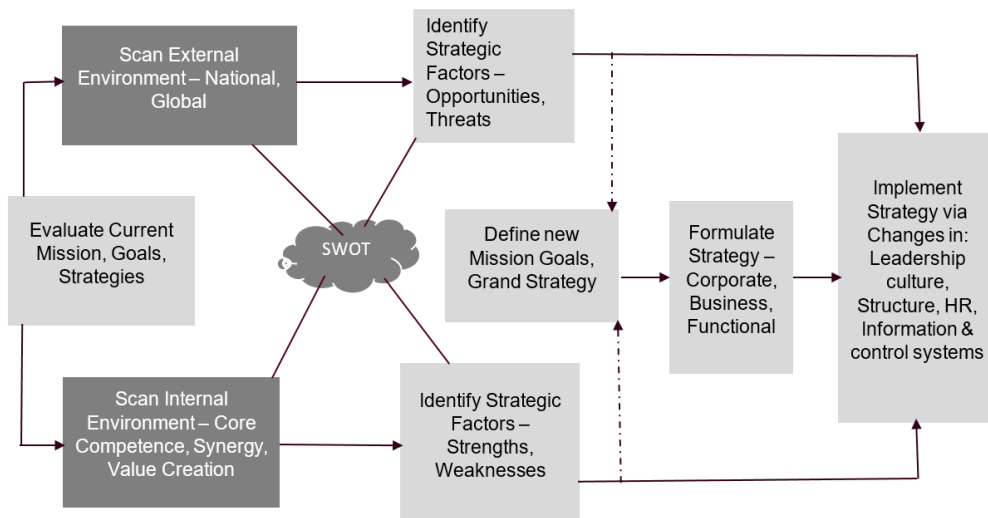 Scan External
Environment – National,
Global
Identify
Strategic
Factors –
Opportunities,
Threats
Evaluate Current
Mission, Goals,
Strategies
SWOT
Define new
Mission Goals,
Grand Strategy
Formulate
Strategy –
Corporate,
Business,
Functional
Implement
Strategy via
Changes in:
Leadership
culture,
Structure, HR,
Information &
control systems
Scan Internal
Environment – Core
Competence, Synergy,
Value Creation
Identify Strategic
Factors –
Strengths,
Weaknesses